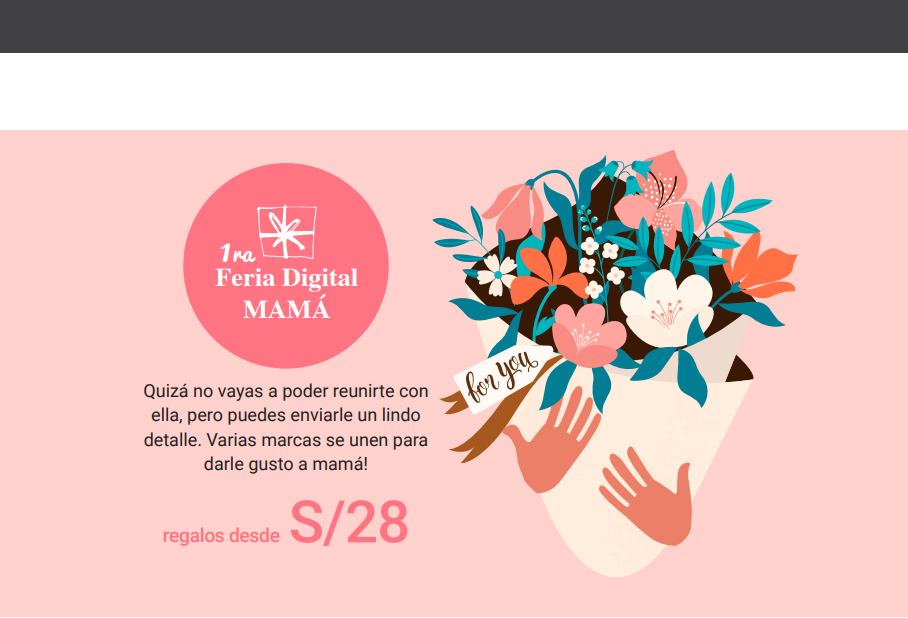 1ra
Feria Digital
MAMÁ
Quizá no vayas a poder reunirte con
ella, pero puedes enviarle un lindo
detalle. Varias marcas se unen para
darle gusto a mamá!
regalos desde S/28
for you